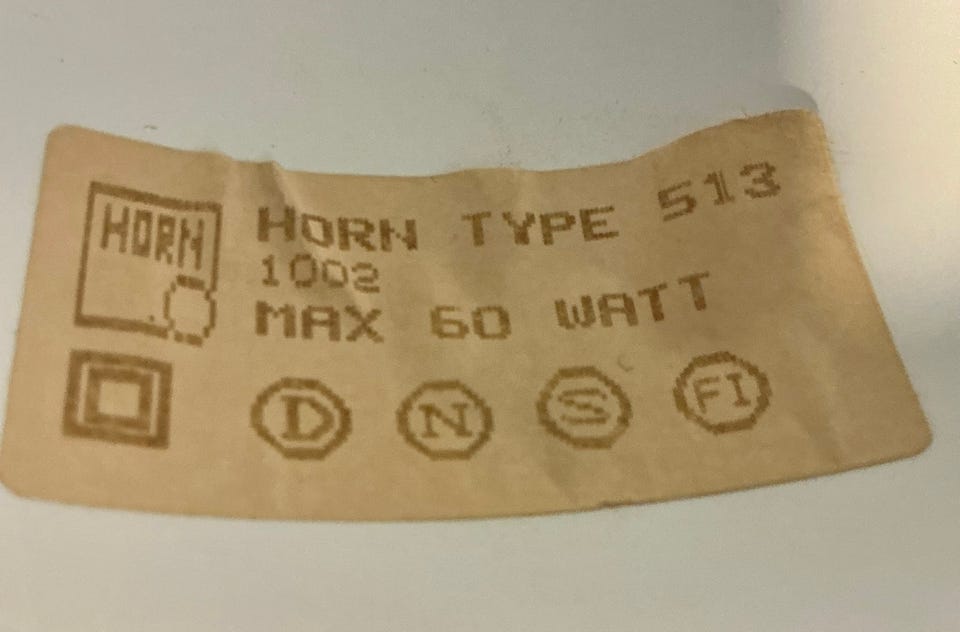 HORN
HORN TYPE 513
1002
MAX 60 WATT
D N S FI